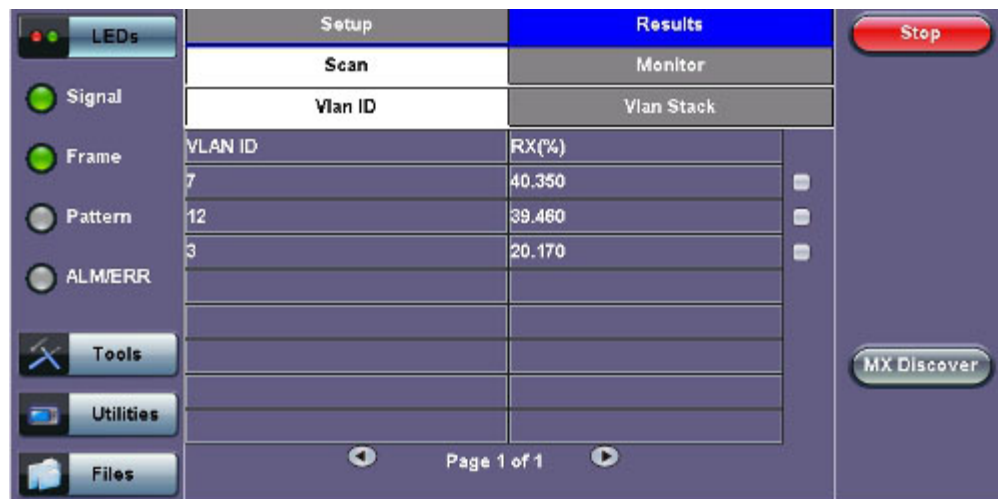 LEDs
Signal
Frame
Pattern
ALM/ERR
Tools
Utilities
Files
Setup Results
Scan Monitor
Vlan ID Vlan Stack
VLAN ID RX(%)
7 40.350
12 39.460
3 20.170
Page 1 of 1
Stop
MX Discover